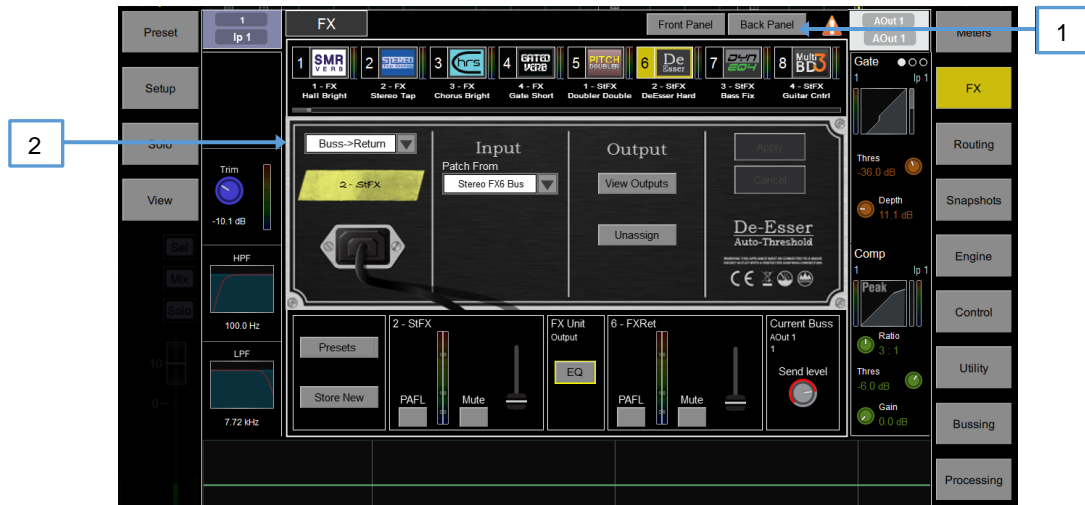 1
2
Preset
Setup
Solo
View
1
Ip 1
Trim
-10.1 dB
HPF
100.0 Hz
LPF
7.72 kHz
Sel
Mix
Solo
10
0
FX
Front Panel
Back Panel
1 SMR VERB
1 - FX
Hall Bright
2 STEREO
2 - FX
Stereo Tap
3 Chrs
3 - FX
Chorus Bright
4 GATED VERB
4 - FX
Gate Short
5 PITCH DOUBLER
1 - StFX
Doubler Double
6 De Esser
2 - StFX
DeEsser Hard
7 DYN EQ4
3 - StFX
Bass Fix
8 Multi BD3
4 - StFX
Guitar Cntrl
Buss->Return
2 - StFX
Input
Patch From
Stereo FX6 Bus
Output
View Outputs
Unassign
Apply
Cancel
De-Esser
Auto-Threshold
CE
Presets
Store New
2 - StFX
PAFL
Mute
FX Unit
Output
EQ
6 - FXRet
PAFL
Mute
Current Buss
AOut 1
1
Send level
AOut 1
AOut 1
Gate
1
Ip 1
Thres
-36.0 dB
Depth
11.1 dB
Comp
1
Ip 1
Peak
Ratio
3 : 1
Thres
-6.0 dB
Gain
0.0 dB
Meters
FX
Routing
Snapshots
Engine
Control
Utility
Bussing
Processing